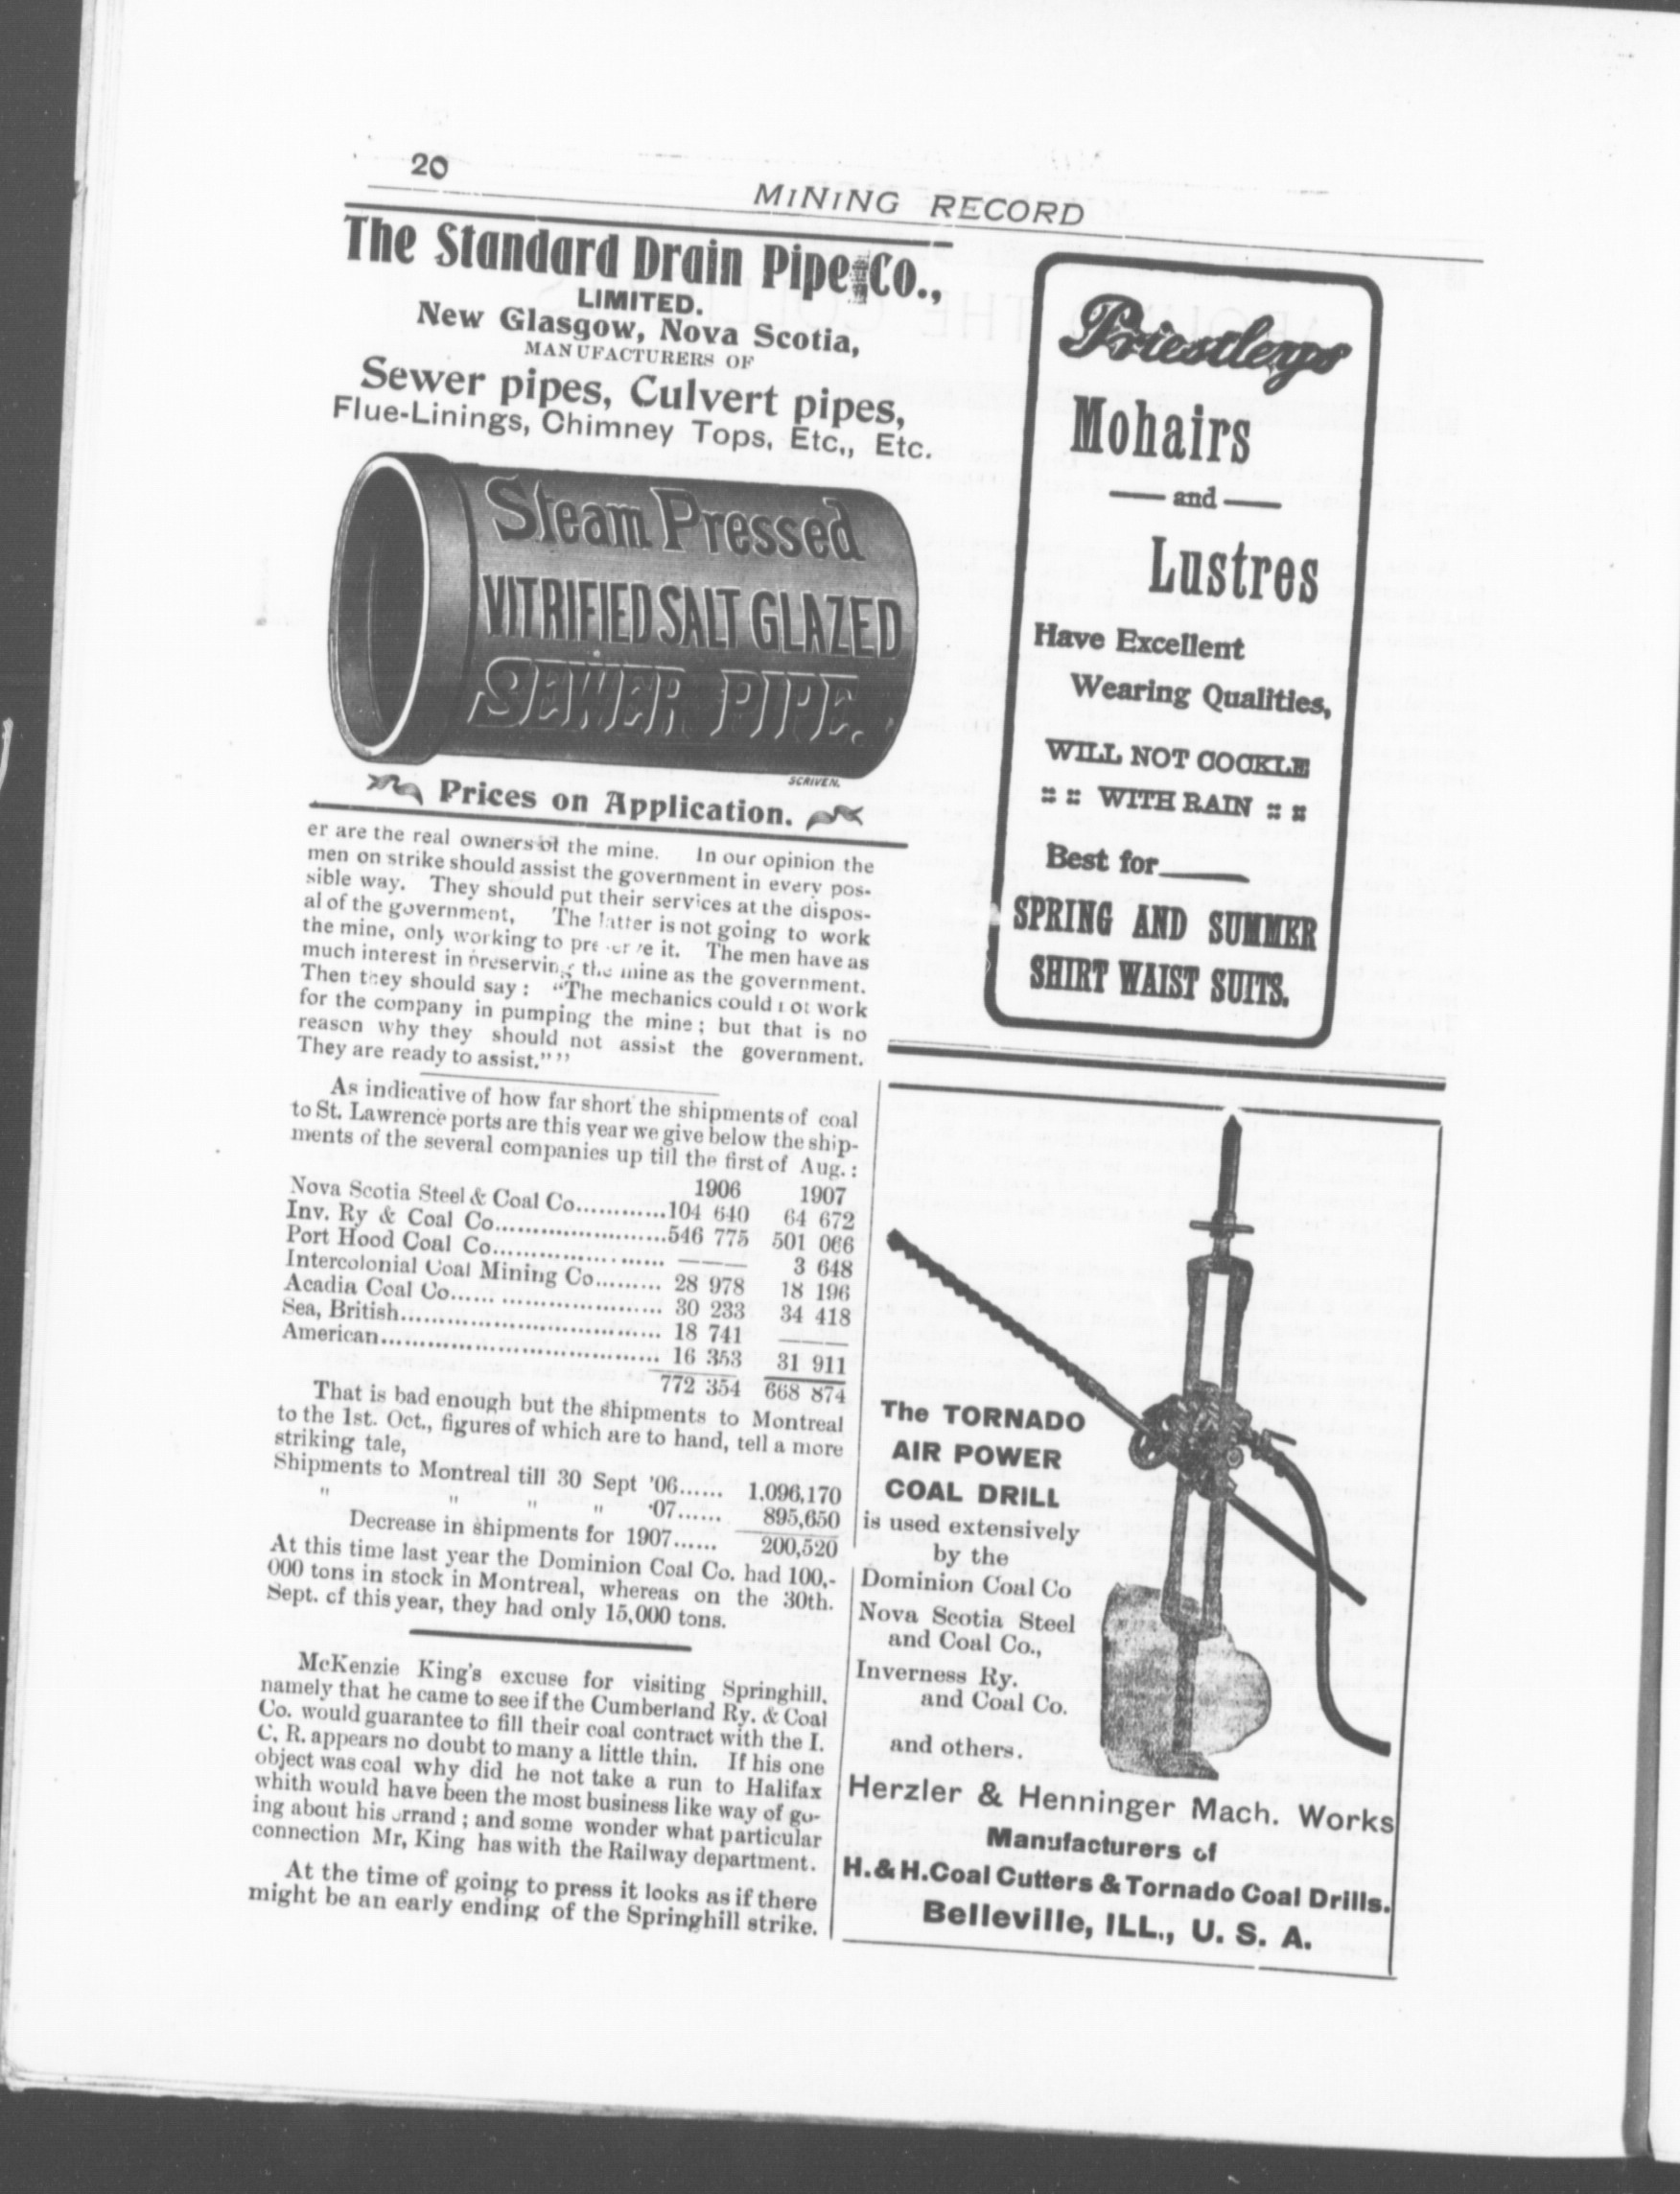 20
MINING RECORD
The Standard Drain Pipe Co.,
LIMITED.
New Glasgow, Nova Scotia,
MANUFACTURERS OF
Sewer pipes, Culvert pipes,
Flue-Linings, Chimney Tops, Etc., Etc.
Steam Pressed
VITRIFIED SALT GLAZED
SEWER PIPE.
SCRIVEN.
Prices on Application.
er are the real owners of the mine. In our opinion the
men on strike should assist the government in every pos-
sible way. They should put their services at the dispos-
al of the government, The latter is not going to work
the mine, only working to preserve it. The men have as
much interest in preserving the mine as the government.
Then they should say: "The mechanics could not work
for the company in pumping the mine; but that is no
reason why they should not assist the government.
They are ready to assist.""
As indicative of how far short the shipments of coal
to St. Lawrence ports are this year we give below the ship-
ments of the several companies up till the first of Aug.:
1906 1907
Nova Scotia Steel & Coal Co............104 640 64 672
Inv. Ry & Coal Co........................546 775 501 066
Port Hood Coal Co........................ ——— 3 648
Intercolonial Coal Mining Co......... 28 978 18 196
Acadia Coal Co............................ 30 233 34 418
Sea, British.................................. 18 741 ———
American..................................... 16 353 31 911
772 354 668 874
That is bad enough but the shipments to Montreal
to the 1st. Oct., figures of which are to hand, tell a more
striking tale,
Shipments to Montreal till 30 Sept '06...... 1,096,170
" " " " '07...... 895,650
Decrease in shipments for 1907...... 200,520
At this time last year the Dominion Coal Co. had 100,-
000 tons in stock in Montreal, whereas on the 30th.
Sept. of this year, they had only 15,000 tons.
McKenzie King's excuse for visiting Springhill,
namely that he came to see if the Cumberland Ry. & Coal
Co. would guarantee to fill their coal contract with the I.
C. R. appears no doubt to many a little thin. If his one
object was coal why did he not take a run to Halifax
whith would have been the most business like way of go-
ing about his errand; and some wonder what particular
connection Mr, King has with the Railway department.
At the time of going to press it looks as if there
might be an early ending of the Springhill strike.
Priestleys
Mohairs
— and —
Lustres
Have Excellent
Wearing Qualities,
WILL NOT COCKLE
:: :: WITH RAIN :: ::
Best for____
SPRING AND SUMMER
SHIRT WAIST SUITS.
The TORNADO
AIR POWER
COAL DRILL
is used extensively
by the
Dominion Coal Co
Nova Scotia Steel
and Coal Co.,
Inverness Ry.
and Coal Co.
and others.
Herzler & Henninger Mach. Works
Manufacturers of
H. & H. Coal Cutters & Tornado Coal Drills.
Belleville, ILL., U. S. A.